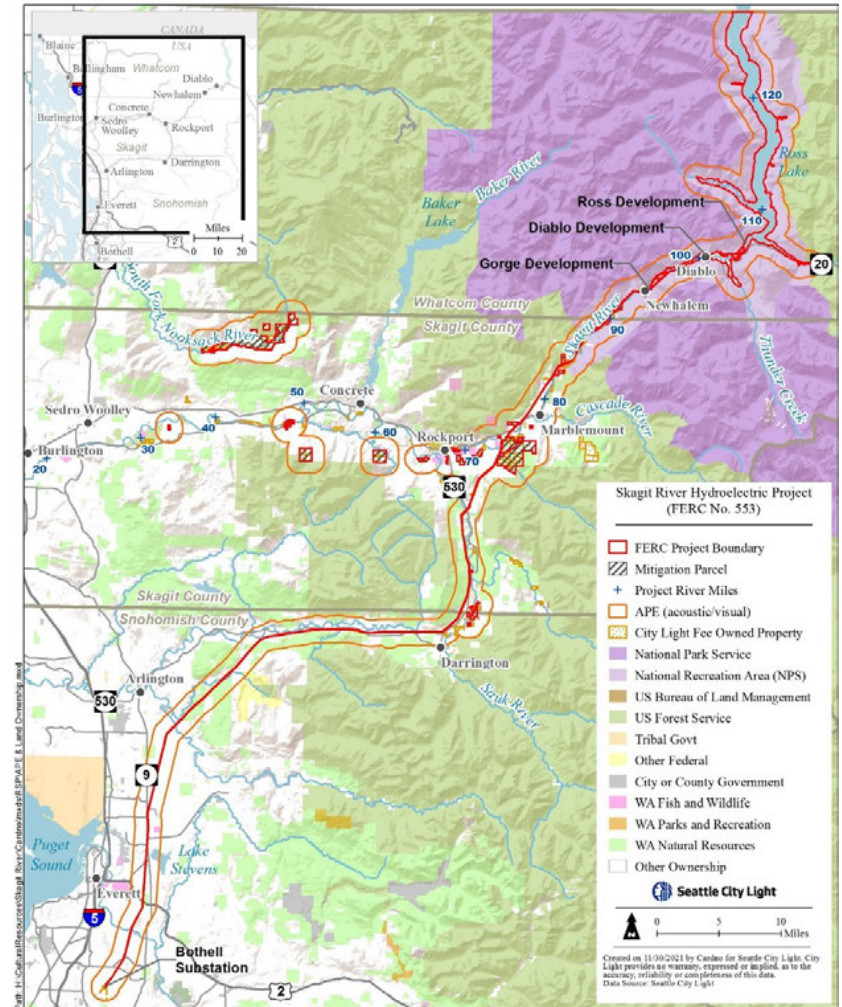 CANADA
USA
Blaine
Whatcom
Bellingham
5
Diablo
Newhalem
Concrete
Burlington
Sedro
Woolley
Rockport
Skagit
Darrington
Arlington
Everett
Snohomish
Miles
0 10 20
2
Bothell
120
Ross
Lake
Baker River
Baker
Lake
Ross Development
110
Diablo Development
100
Diablo
20
Gorge Development
Newhalem
South Fork Nooksack River
Whatcom County
Skagit County
Skagit River
90
Thunder Creek
Concrete
50
Sedro Woolley
40
80
Cascade River
Marblemount
60
Rockport
70
Burlington
30
20
530
Skagit County
Snohomish County
Darrington
Arlington
530
Sauk River
9
Puget
Sound
Lake
Stevens
Everett
5
Bothell
Substation
2
Skagit River Hydroelectric Project
(FERC No. 553)
FERC Project Boundary
Mitigation Parcel
Project River Miles
APE (acoustic/visual)
City Light Fee Owned Property
National Park Service
National Recreation Area (NPS)
US Bureau of Land Management
US Forest Service
Tribal Govt
Other Federal
City or County Government
WA Fish and Wildlife
WA Parks and Recreation
WA Natural Resources
Other Ownership
Seattle City Light
0 5 10
Miles
Created on 11/30/2021 by Cardno for Seattle City Light. City
Light provides no warranty, expressed or implied, as to the
accuracy, reliability or completeness of this data.
Data Source: Seattle City Light